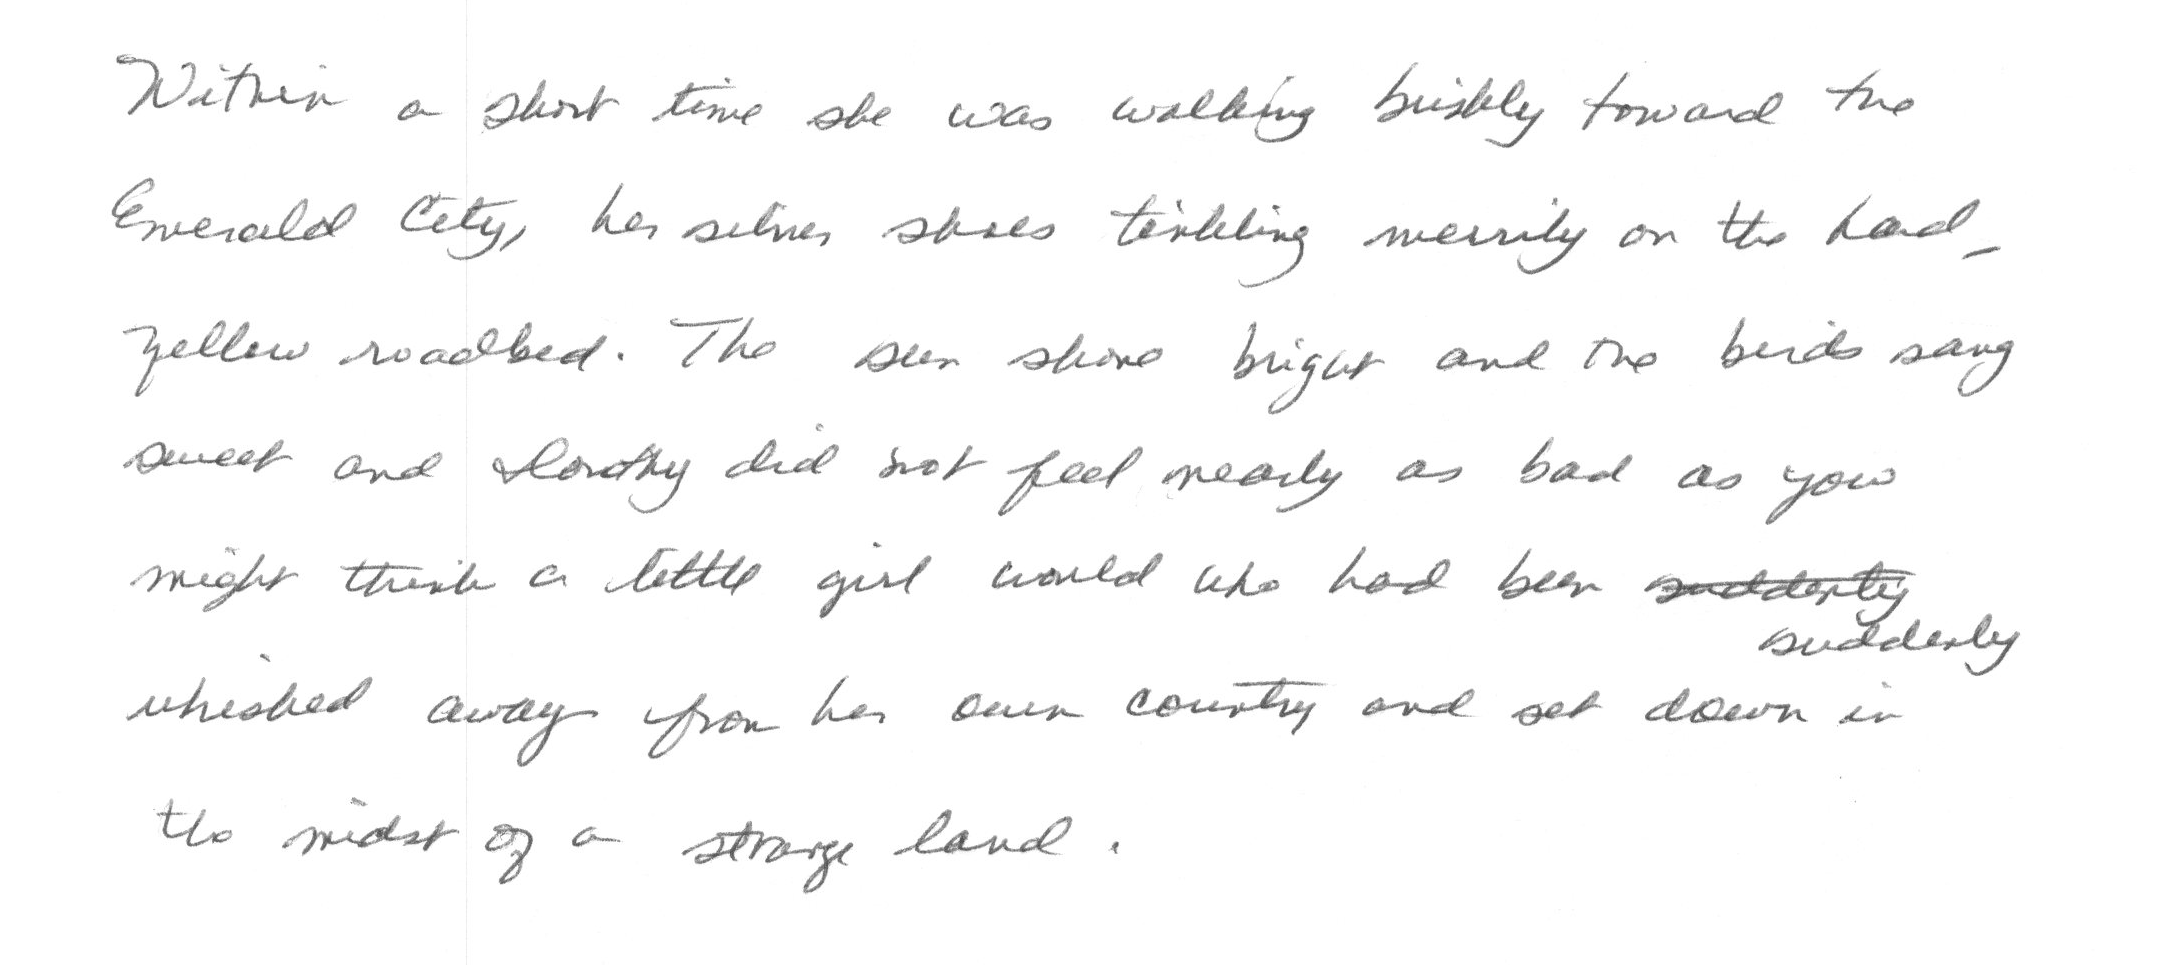 Within a short time she was walking briskly toward the
Emerald City, her silver shoes tinkling merrily on the hard,
yellow roadbed. The sun shone bright and the birds sang
sweet and Dorothy did not feel nearly as bad as you
might think a little girl would who had been suddenly
suddenly
whisked away from her own country and set down in
the midst of a strange land.